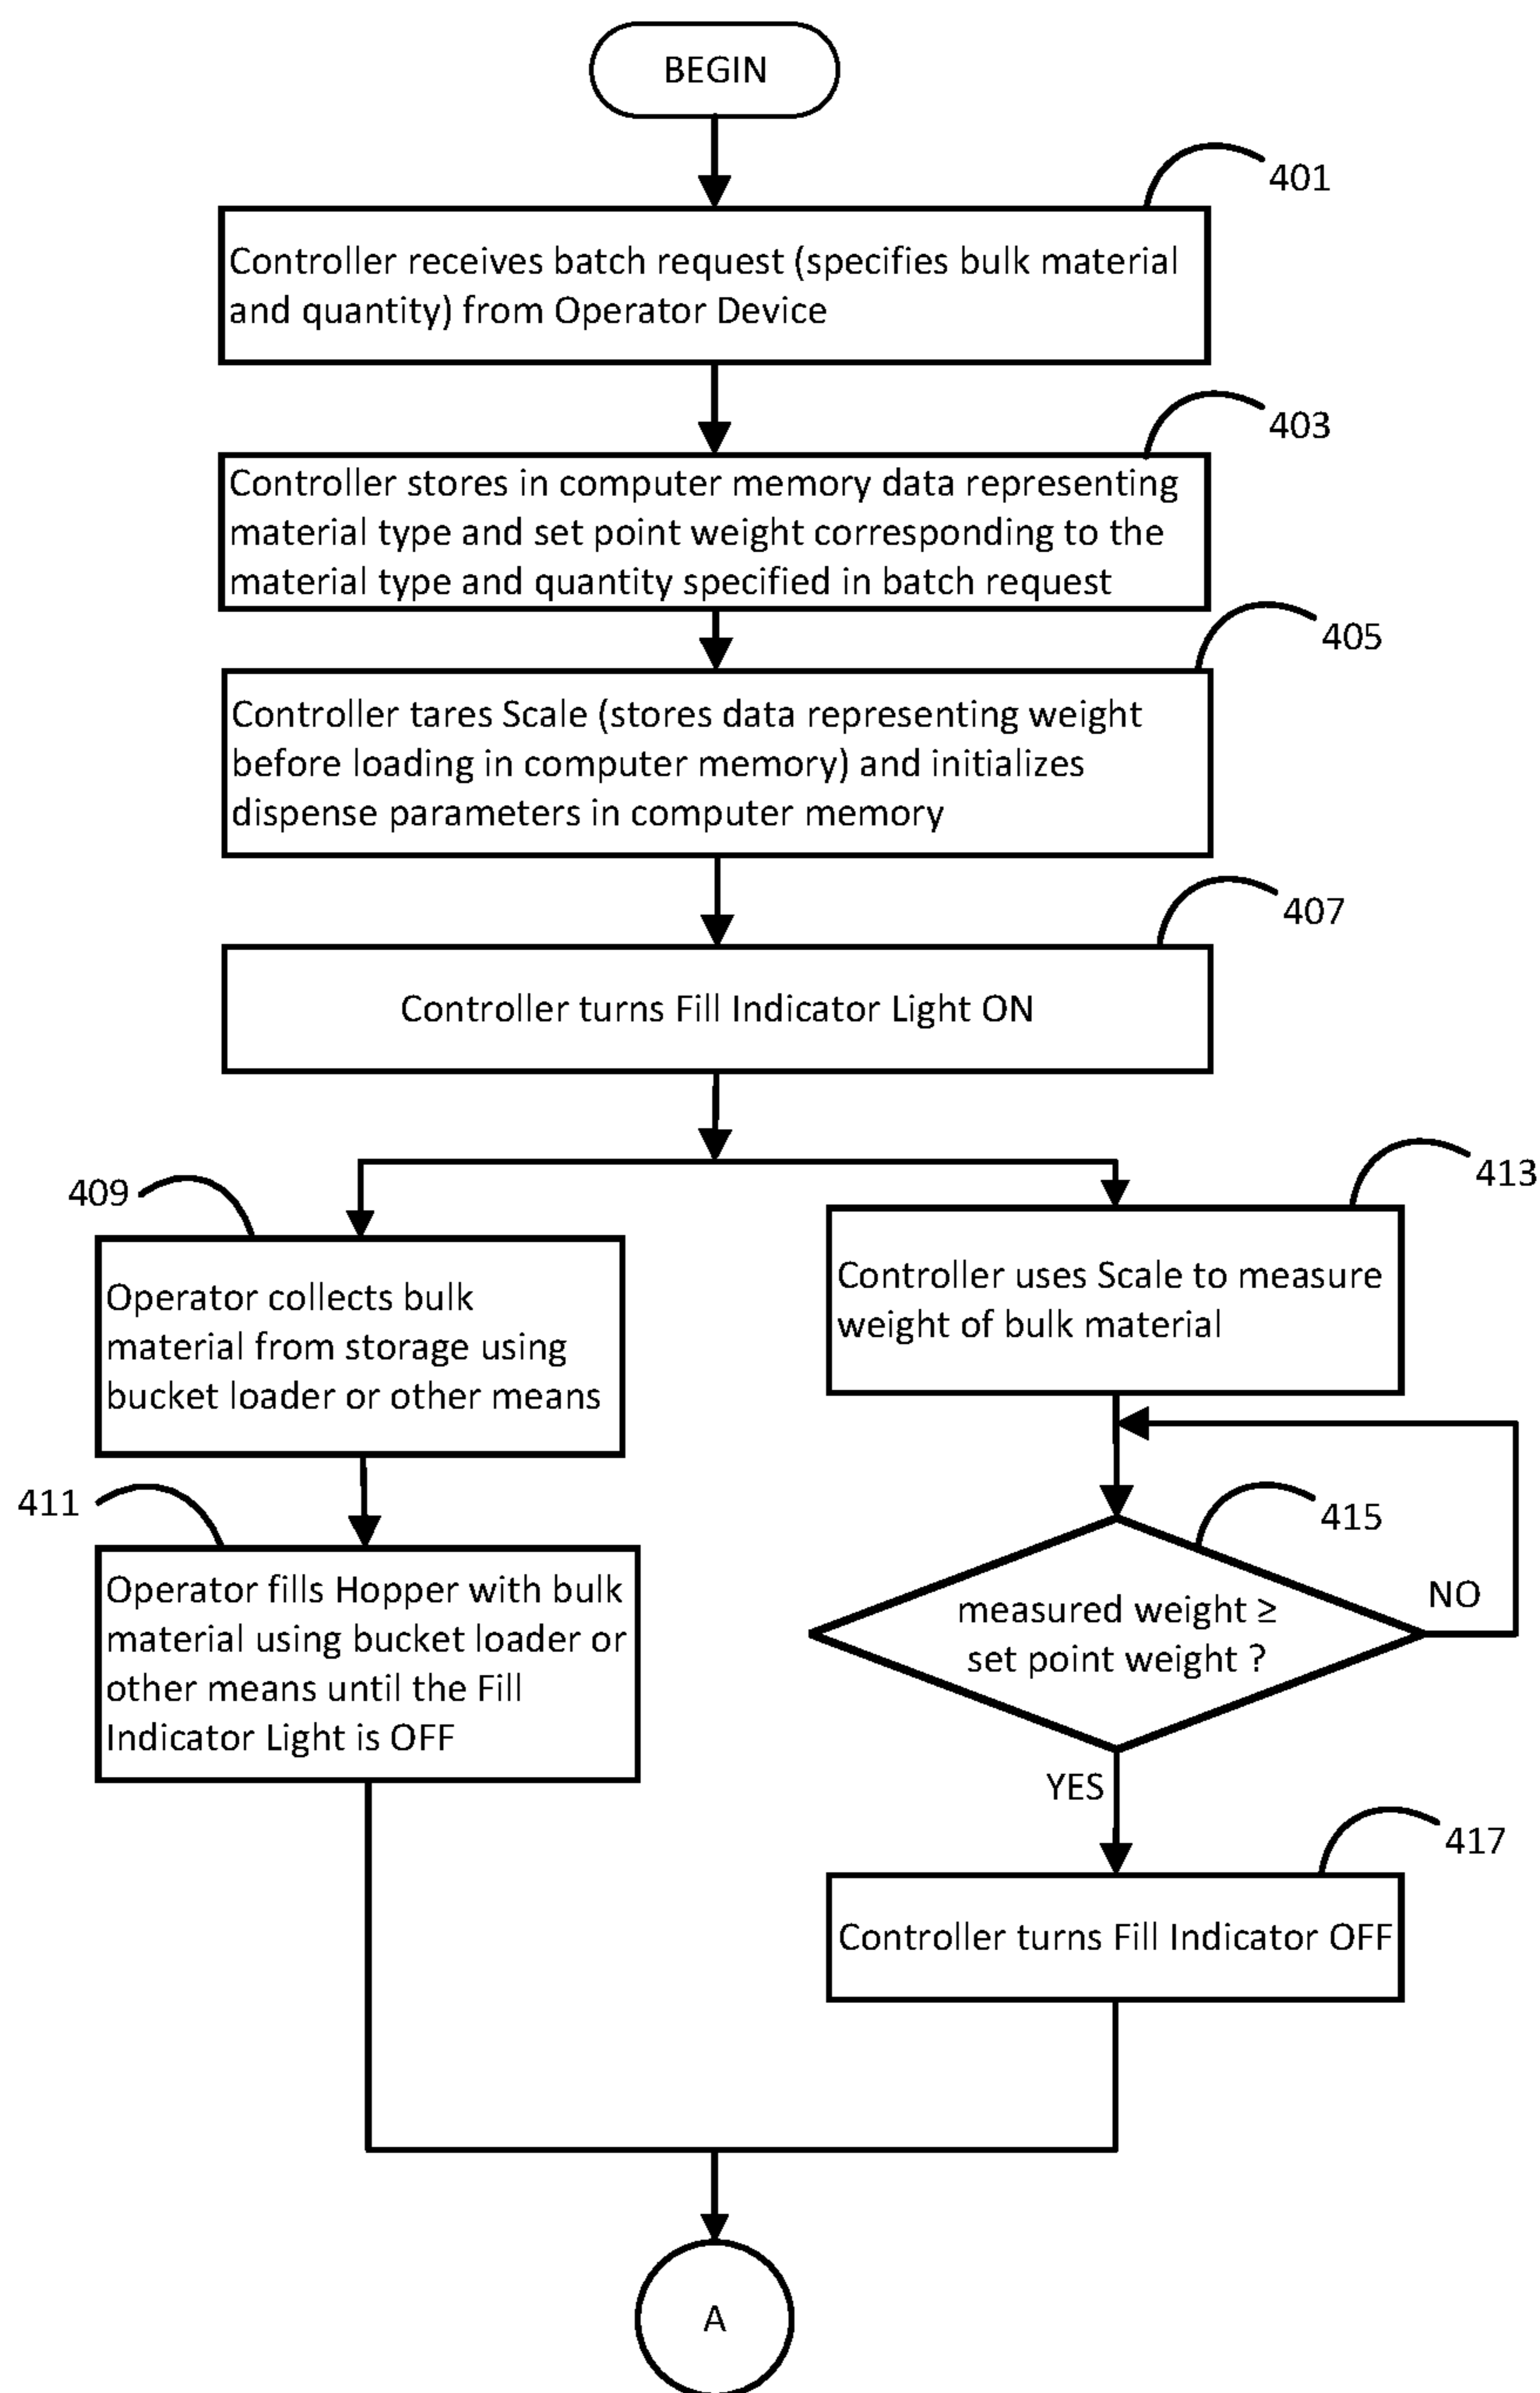 BEGIN
401
Controller receives batch request (specifies bulk material
and quantity) from Operator Device
403
Controller stores in computer memory data representing
material type and set point weight corresponding to the
material type and quantity specified in batch request
405
Controller tares Scale (stores data representing weight
before loading in computer memory) and initializes
dispense parameters in computer memory
407
Controller turns Fill Indicator Light ON
409
Operator collects bulk
material from storage using
bucket loader or other means
411
Operator fills Hopper with bulk
material using bucket loader or
other means until the Fill
Indicator Light is OFF
413
Controller uses Scale to measure
weight of bulk material
415
measured weight ≥
set point weight ?
NO
YES
417
Controller turns Fill Indicator OFF
A